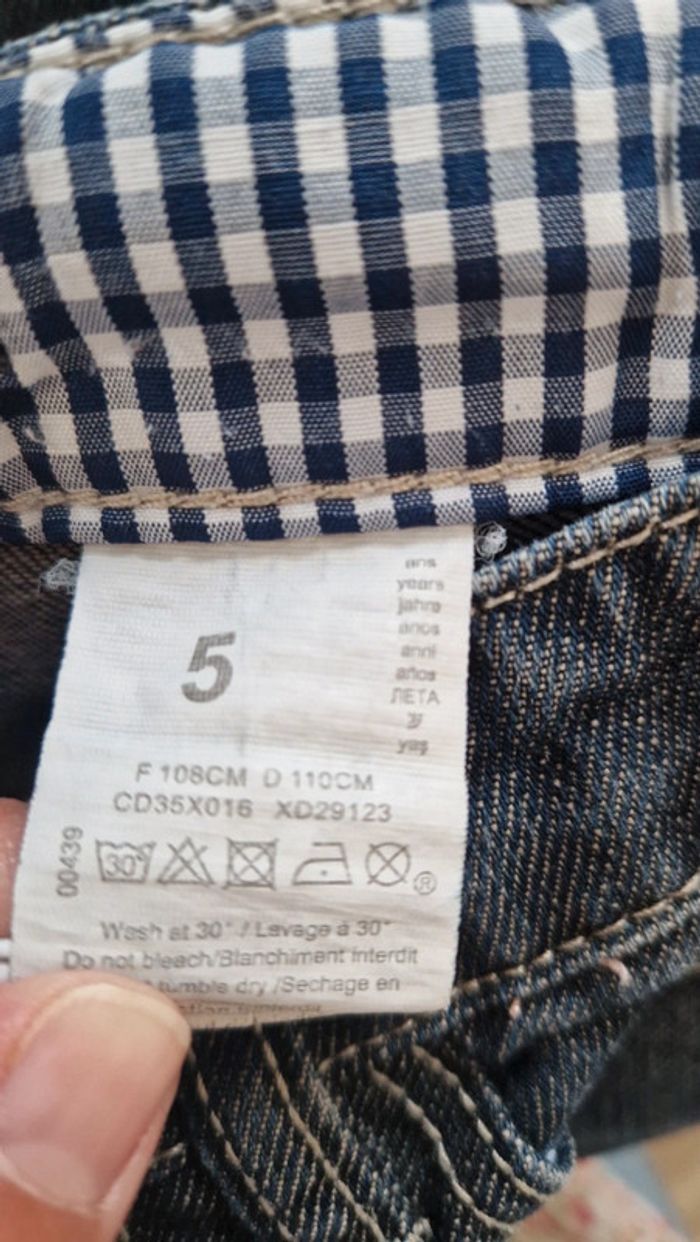 5
ans
years
jahre
años
anni
años
ЛЕТА
yaş
F 108CM D 110CM
CD35X016 XD29123
00439
30°
®
Wash at 30° / Lavage à 30°
Do not bleach/Blanchiment interdit
tumble dry /Sechage en